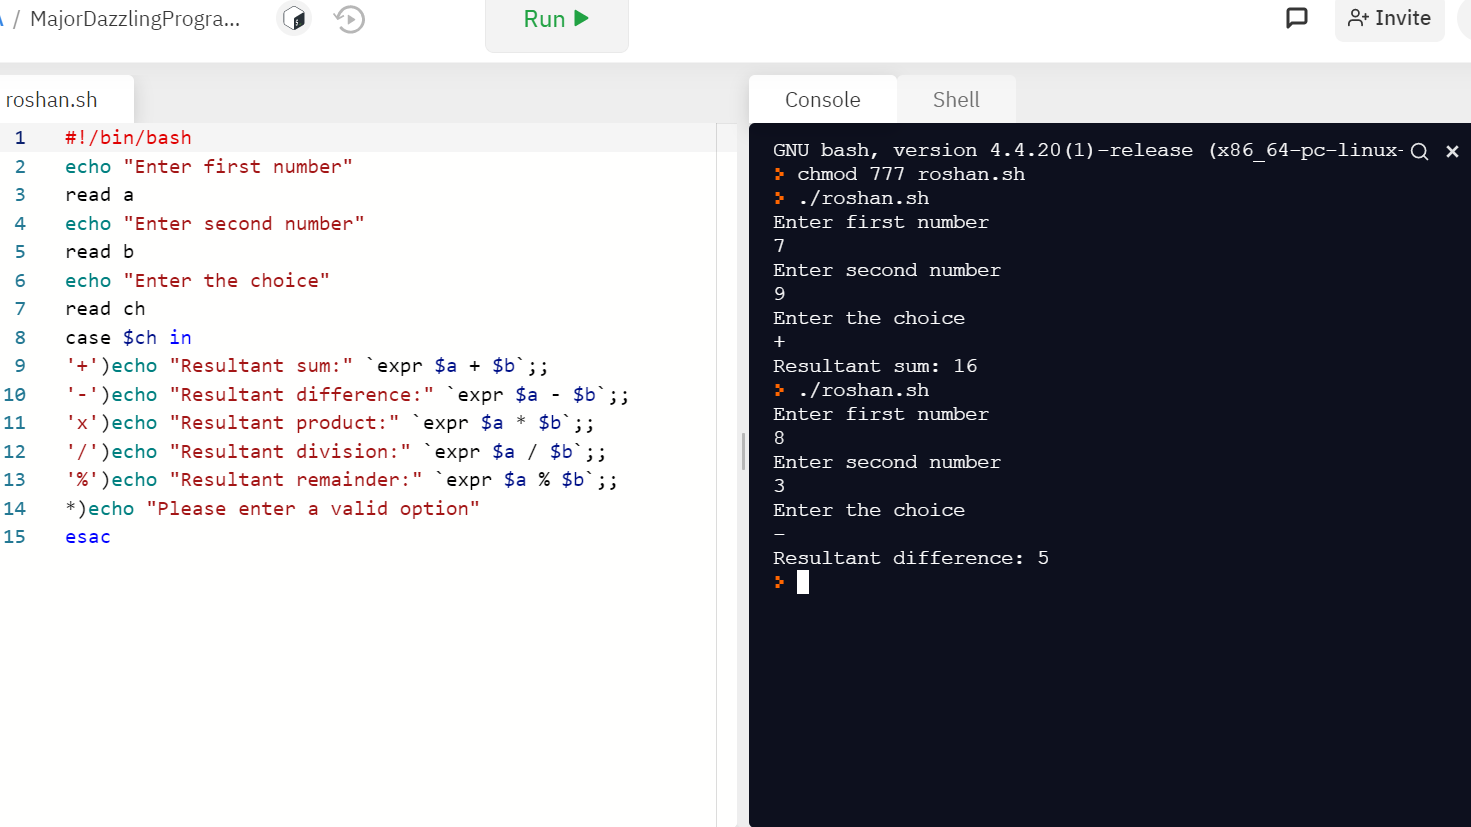 / MajorDazzlingProgra...
Run
Invite
roshan.sh
Console
Shell
1 #!/bin/bash
2 echo "Enter first number"
3 read a
4 echo "Enter second number"
5 read b
6 echo "Enter the choice"
7 read ch
8 case $ch in
9 '+')echo "Resultant sum:" `expr $a + $b`;;
10 '-')echo "Resultant difference:" `expr $a - $b`;;
11 'x')echo "Resultant product:" `expr $a * $b`;;
12 '/')echo "Resultant division:" `expr $a / $b`;;
13 '%')echo "Resultant remainder:" `expr $a % $b`;;
14 *)echo "Please enter a valid option"
15 esac
GNU bash, version 4.4.20(1)-release (x86_64-pc-linux-
> chmod 777 roshan.sh
> ./roshan.sh
Enter first number
7
Enter second number
9
Enter the choice
+
Resultant sum: 16
> ./roshan.sh
Enter first number
8
Enter second number
3
Enter the choice
-
Resultant difference: 5
>